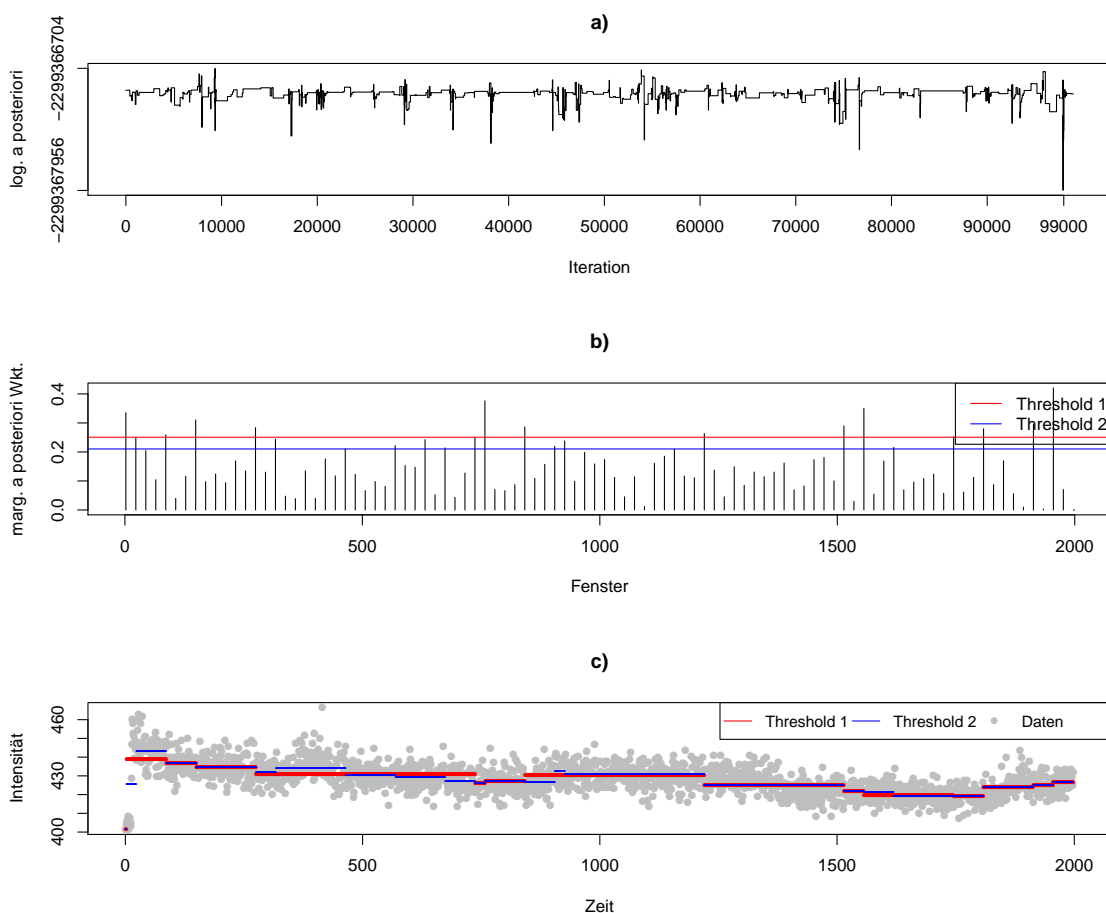 a)
log. a posteriori
-2299366704
-2299367956
0 10000 20000 30000 40000 50000 60000 70000 80000 90000 99000
Iteration
b)
marg. a posteriori Wkt.
0.4
0.2
0.0
Threshold 1
Threshold 2
0 500 1000 1500 2000
Fenster
c)
Intensität
460
430
400
Threshold 1 Threshold 2 Daten
0 500 1000 1500 2000
Zeit